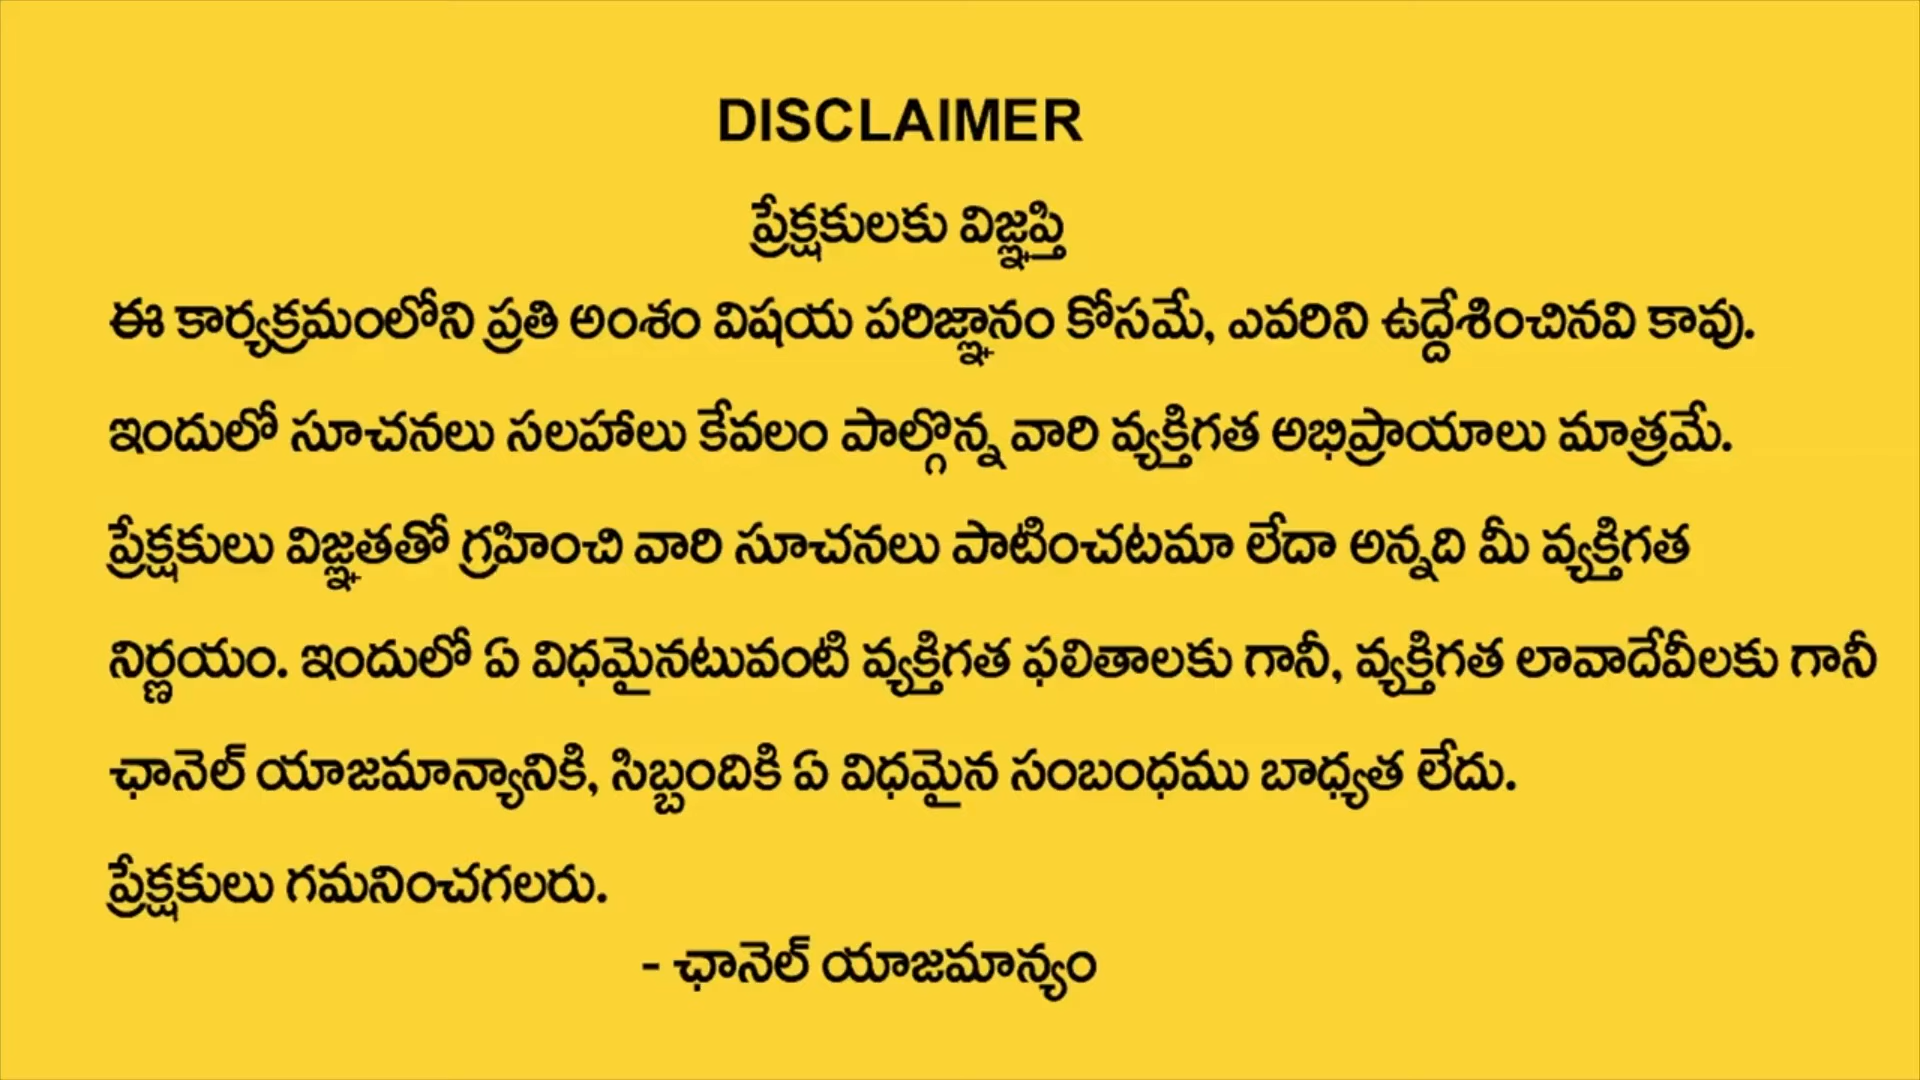 DISCLAIMER
ప్రేక్షకులకు విజ్ఞప్తి
ఈ కార్యక్రమంలోని ప్రతి అంశం విషయ పరిజ్ఞానం కోసమే, ఎవరిని ఉద్దేశించినవి కావు.
ఇందులో సూచనలు సలహాలు కేవలం పాల్గొన్న వారి వ్యక్తిగత అభిప్రాయాలు మాత్రమే.
ప్రేక్షకులు విజ్ఞతతో గ్రహించి వారి సూచనలు పాటించటమా లేదా అన్నది మీ వ్యక్తిగత
నిర్ణయం. ఇందులో ఏ విధమైనటువంటి వ్యక్తిగత ఫలితాలకు గానీ, వ్యక్తిగత లావాదేవీలకు గానీ
ఛానెల్ యాజమాన్యానికి, సిబ్బందికి ఏ విధమైన సంబంధము బాధ్యత లేదు.
ప్రేక్షకులు గమనించగలరు.
- ఛానెల్ యాజమాన్యం